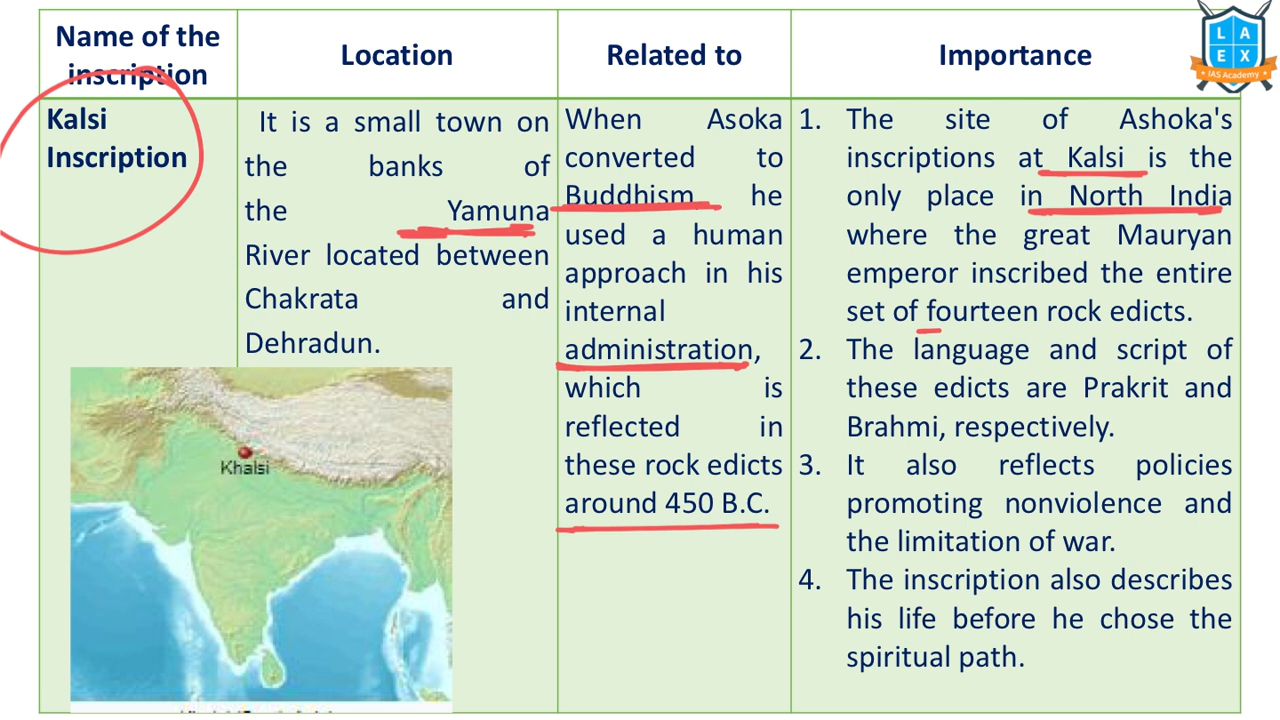 Name of the
inscription
Location
Related to
Importance
L A
E X
IAS Academy
Kalsi
Inscription
It is a small town on
the banks of
the Yamuna
River located between
Chakrata and
Dehradun.
Khalsi
When Asoka
converted to
Buddhism he
used a human
approach in his
internal
administration,
which is
reflected in
these rock edicts
around 450 B.C.
1. The site of Ashoka's
inscriptions at Kalsi is the
only place in North India
where the great Mauryan
emperor inscribed the entire
set of fourteen rock edicts.
2. The language and script of
these edicts are Prakrit and
Brahmi, respectively.
3. It also reflects policies
promoting nonviolence and
the limitation of war.
4. The inscription also describes
his life before he chose the
spiritual path.